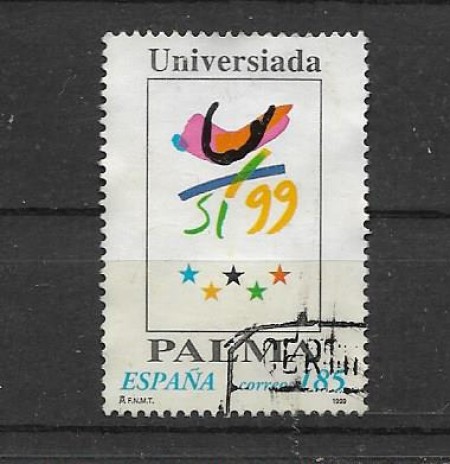 Universiada
SI 99
PALMA
ESPAÑA correos 185
F.N.M.T. 1999